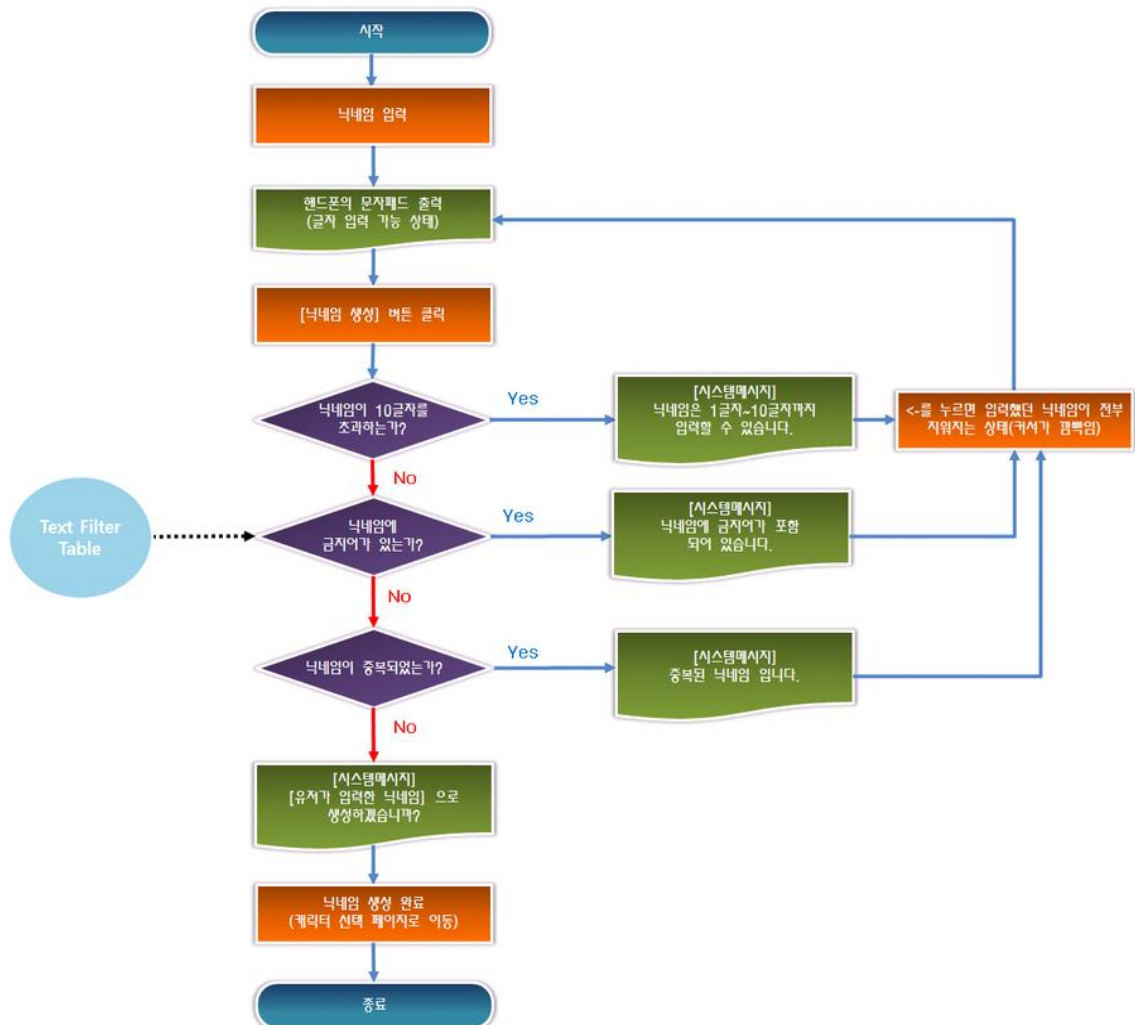 시작
닉네임 입력
핸드폰의 문자패드 출력
(글자 입력 가능 상태)
[닉네임 생성] 버튼 클릭
닉네임이 10글자를
초과하는가?
Yes
[시스템메시지]
닉네임은 1글자~10글자까지
입력할 수 있습니다.
<-를 누르면 입력했던 닉네임이 전부
지워지는 상태(커서가 깜빡임)
No
Text Filter
Table
닉네임에
금지어가 있는가?
Yes
[시스템메시지]
닉네임에 금지어가 포함
되어 있습니다.
No
닉네임이 중복되었는가?
Yes
[시스템메시지]
중복된 닉네임 입니다.
No
[시스템메시지]
[유저가 입력한 닉네임] 으로
생성하겠습니까?
닉네임 생성 완료
(캐릭터 선택 페이지로 이동)
종료